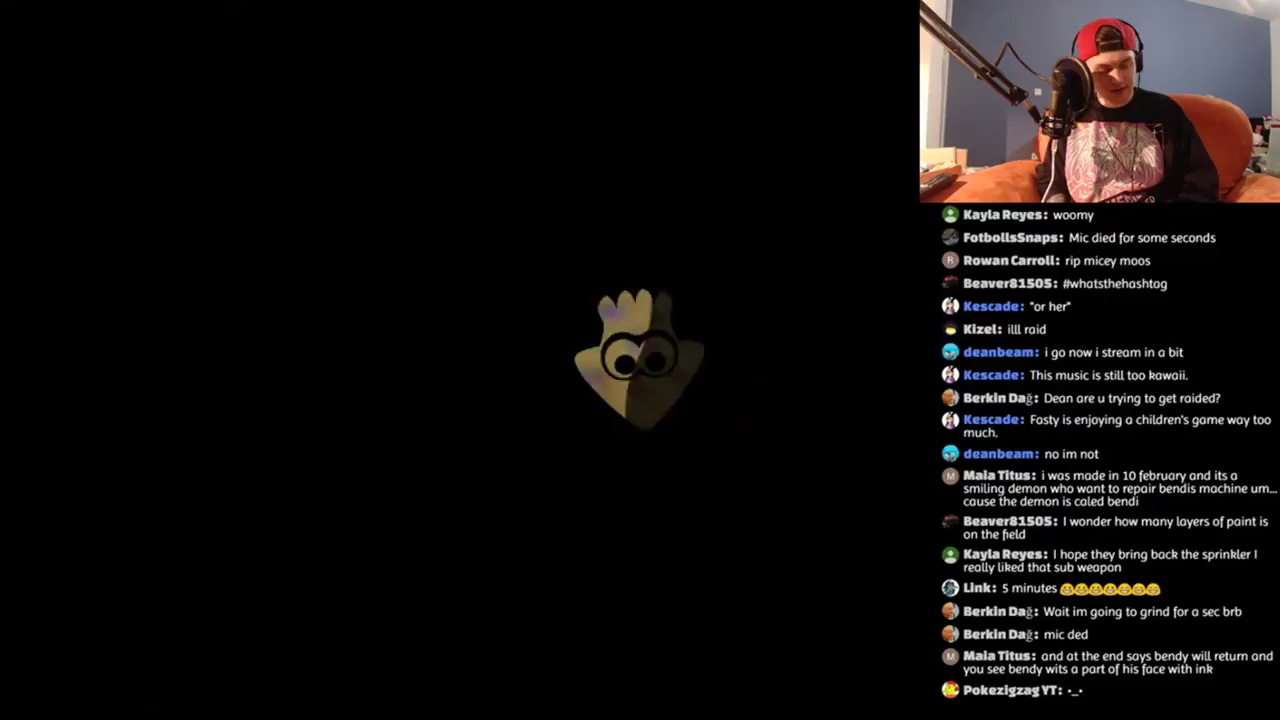 Kayla Reyes: woomy
FotbollsSnaps: Mic died for some seconds
R Rowan Carroll: rip micey moos
Beaver81505: #whatsthehashtag
Kescade: "or her"
Kizel: illl raid
deanbeam: i go now i stream in a bit
Kescade: This music is still too kawaii.
Berkin Dağ: Dean are u trying to get raided?
Kescade: Fasty is enjoying a children's game way too
much.
deanbeam: no im not
M Maia Titus: i was made in 10 february and its a
smiling demon who want to repair bendis machine um...
cause the demon is caled bendi
Beaver81505: I wonder how many layers of paint is
on the field
Kayla Reyes: I hope they bring back the sprinkler I
really liked that sub weapon
Link: 5 minutes 😂😂😂😂😂😂😂
Berkin Dağ: Wait im going to grind for a sec brb
Berkin Dağ: mic ded
M Maia Titus: and at the end says bendy will return and
you see bendy wits a part of his face with ink
Pokezigzag YT: •_•